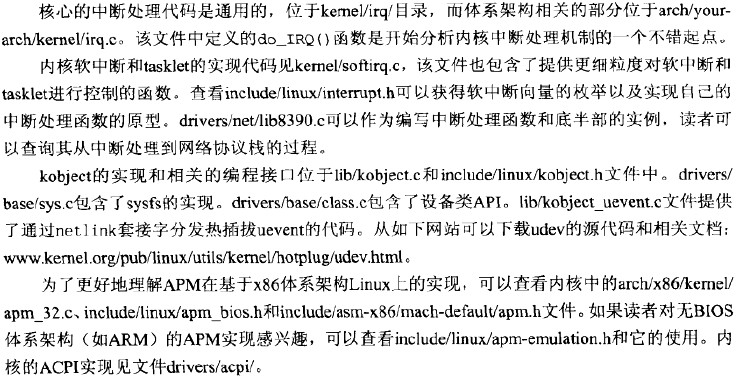 核心的中断处理代码是通用的，位于kernel/irq/目录，而体系架构相关的部分位于arch/your-
arch/kernel/irq.c。该文件中定义的do_IRQ()函数是开始分析内核中断处理机制的一个不错起点。
内核软中断和tasklet的实现代码见kernel/softirq.c，该文件也包含了提供更细粒度对软中断和
tasklet进行控制的函数。查看include/linux/interrupt.h可以获得软中断向量的枚举以及实现自己的
中断处理函数的原型。drivers/net/lib8390.c可以作为编写中断处理函数和底半部的实例，读者可
以查询其从中断处理到网络协议栈的过程。
kobject的实现和相关的编程接口位于lib/kobject.c和include/linux/kobject.h文件中。drivers/
base/sys.c包含了sysfs的实现。drivers/base/class.c包含了设备类API。lib/kobject_uevent.c文件提供
了通过netlink套接字分发热插拔uevent的代码。从如下网站可以下载udev的源代码和相关文档：
www.kernel.org/pub/linux/utils/kernel/hotplug/udev.html。
为了更好地理解APM在基于x86体系架构Linux上的实现，可以查看内核中的arch/x86/kernel/
apm_32.c、include/linux/apm_bios.h和include/asm-x86/mach-default/apm.h文件。如果读者对无BIOS
体系架构（如ARM）的APM实现感兴趣，可以查看include/linux/apm-emulation.h和它的使用。内
核的ACPI实现见文件drivers/acpi/。